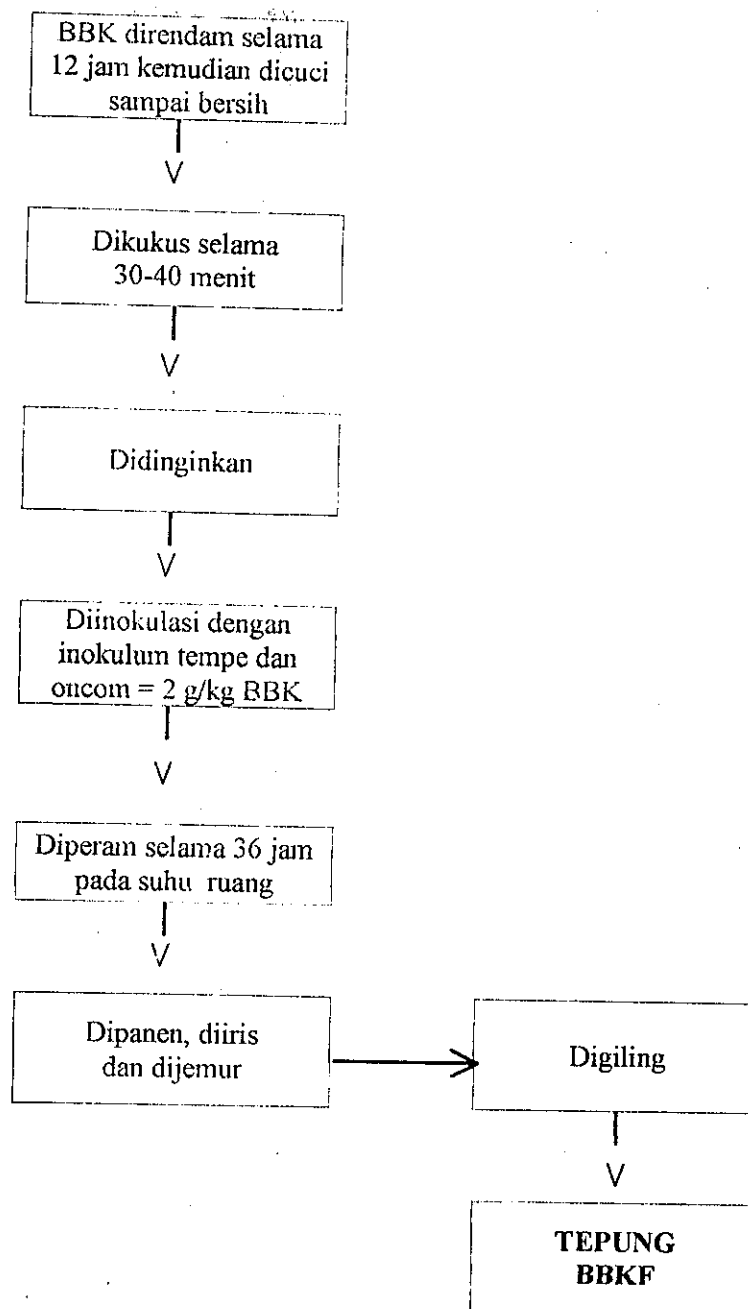 BBK direndam selama
12 jam kemudian dicuci
sampai bersih
Dikukus selama
30-40 menit
Didinginkan
Diinokulasi dengan
inokulum tempe dan
oncom = 2 g/kg BBK
Diperam selama 36 jam
pada suhu ruang
Dipanen, diiris
dan dijemur
Digiling
TEPUNG
BBKF